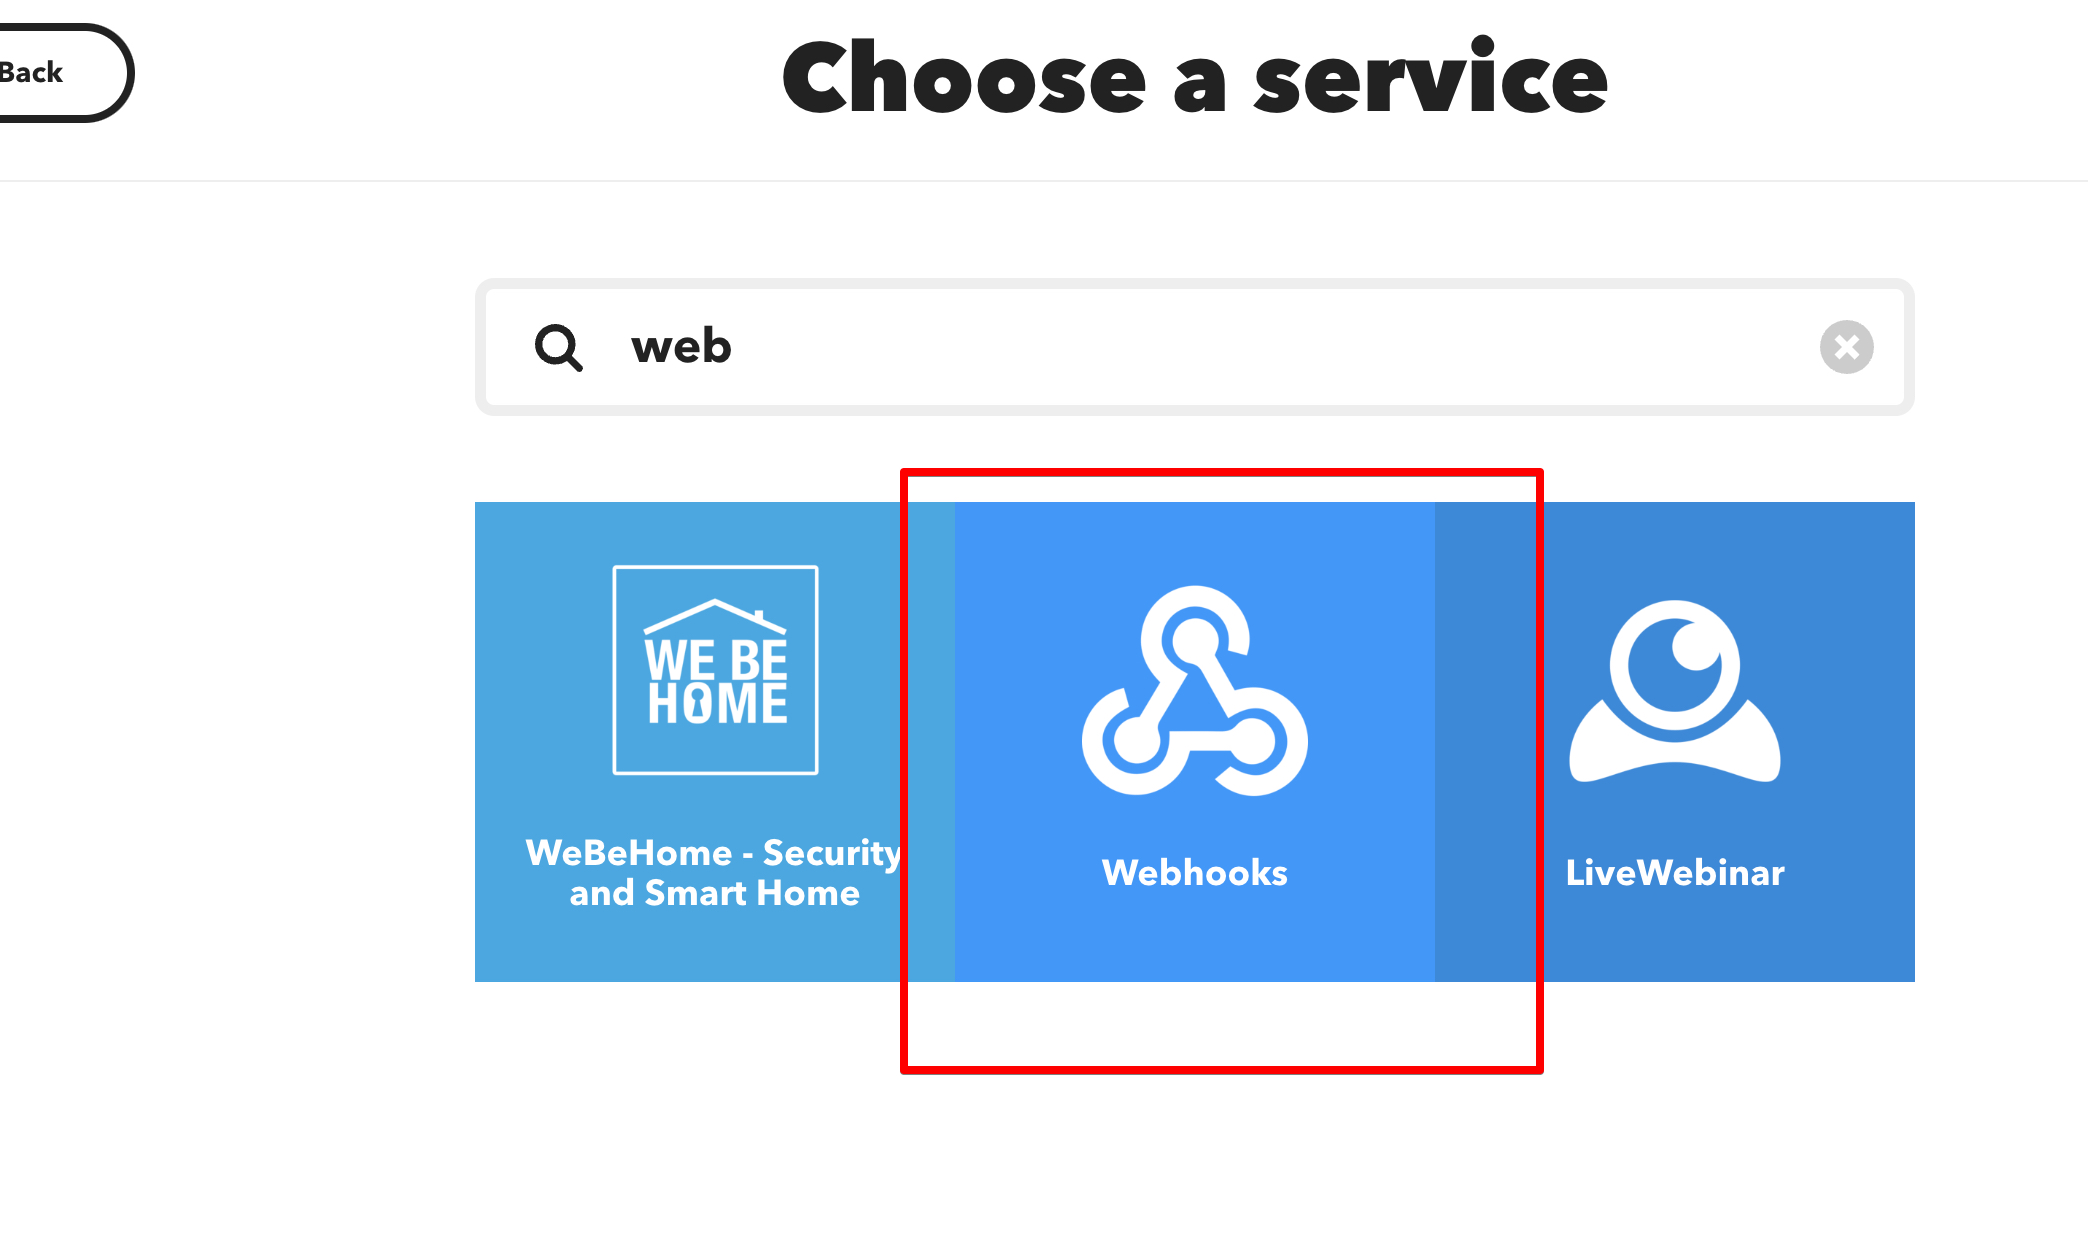 Back
Choose a service
web
WE BE
HOME
WeBeHome - Security
and Smart Home
Webhooks
LiveWebinar